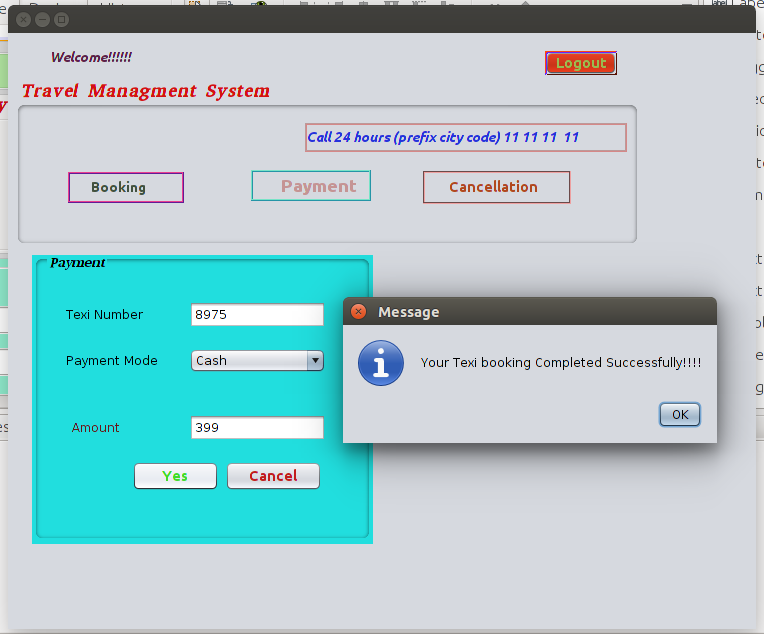 Welcome!!!!!!
Logout
Travel Managment System
Call 24 hours (prefix city code) 11 11 11 11
Booking
Payment
Cancellation
Payment
Texi Number
8975
Message
Payment Mode
Cash
Your Texi booking Completed Successfully!!!!
OK
Amount
399
Yes
Cancel